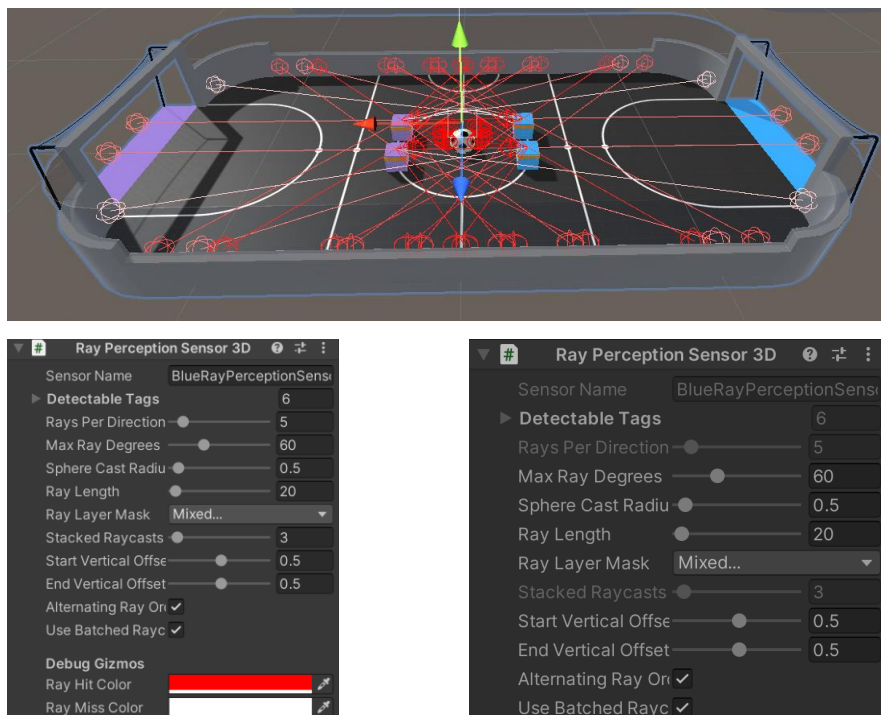 # Ray Perception Sensor 3D
Sensor Name BlueRayPerceptionSens
Detectable Tags 6
Rays Per Direction 5
Max Ray Degrees 60
Sphere Cast Radiu 0.5
Ray Length 20
Ray Layer Mask Mixed...
Stacked Raycasts 3
Start Vertical Offse 0.5
End Vertical Offset 0.5
Alternating Ray Or
Use Batched Rayc
Debug Gizmos
Ray Hit Color
Ray Miss Color
# Ray Perception Sensor 3D
Sensor Name BlueRayPerceptionSens
Detectable Tags 6
Rays Per Direction 5
Max Ray Degrees 60
Sphere Cast Radiu 0.5
Ray Length 20
Ray Layer Mask Mixed...
Stacked Raycasts 3
Start Vertical Offse 0.5
End Vertical Offset 0.5
Alternating Ray Or
Use Batched Rayc